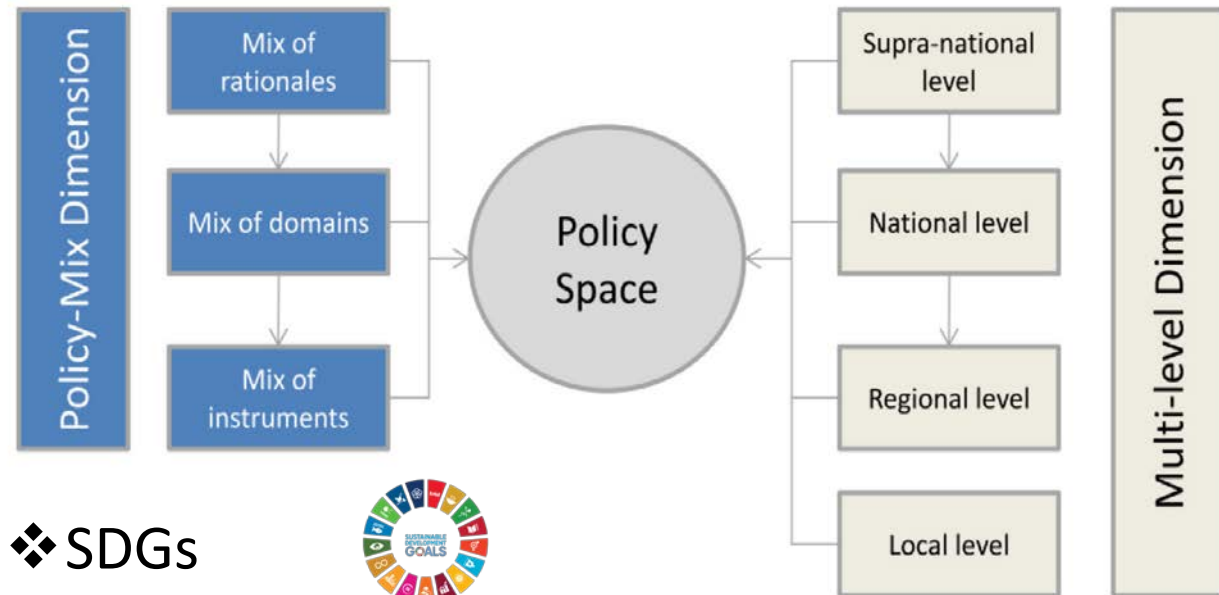 Policy-Mix Dimension
Mix of
rationales
Mix of domains
Mix of
instruments
Policy
Space
Supra-national
level
National level
Regional level
Local level
Multi-level Dimension
❖ SDGs
SUSTAINABLE
DEVELOPMENT
GOALS